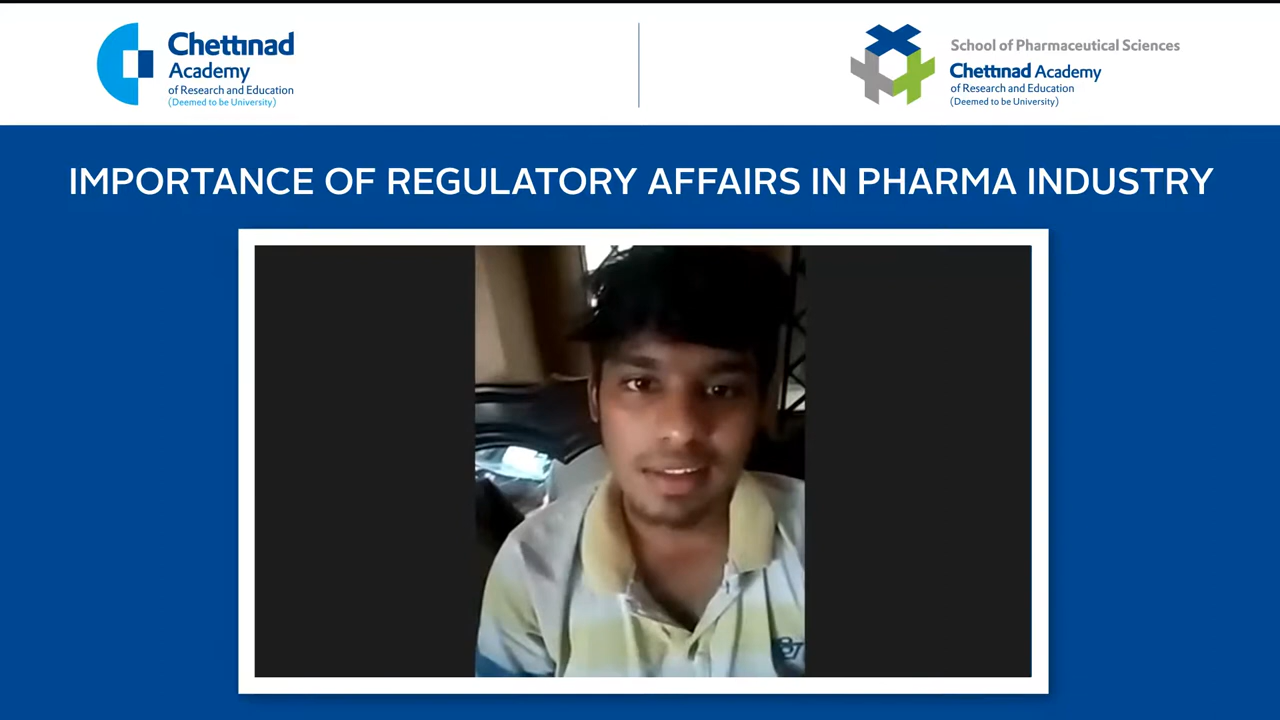 Chettinad
Academy
of Research and Education
(Deemed to be University)
School of Pharmaceutical Sciences
Chettinad Academy
of Research and Education
(Deemed to be University)
IMPORTANCE OF REGULATORY AFFAIRS IN PHARMA INDUSTRY